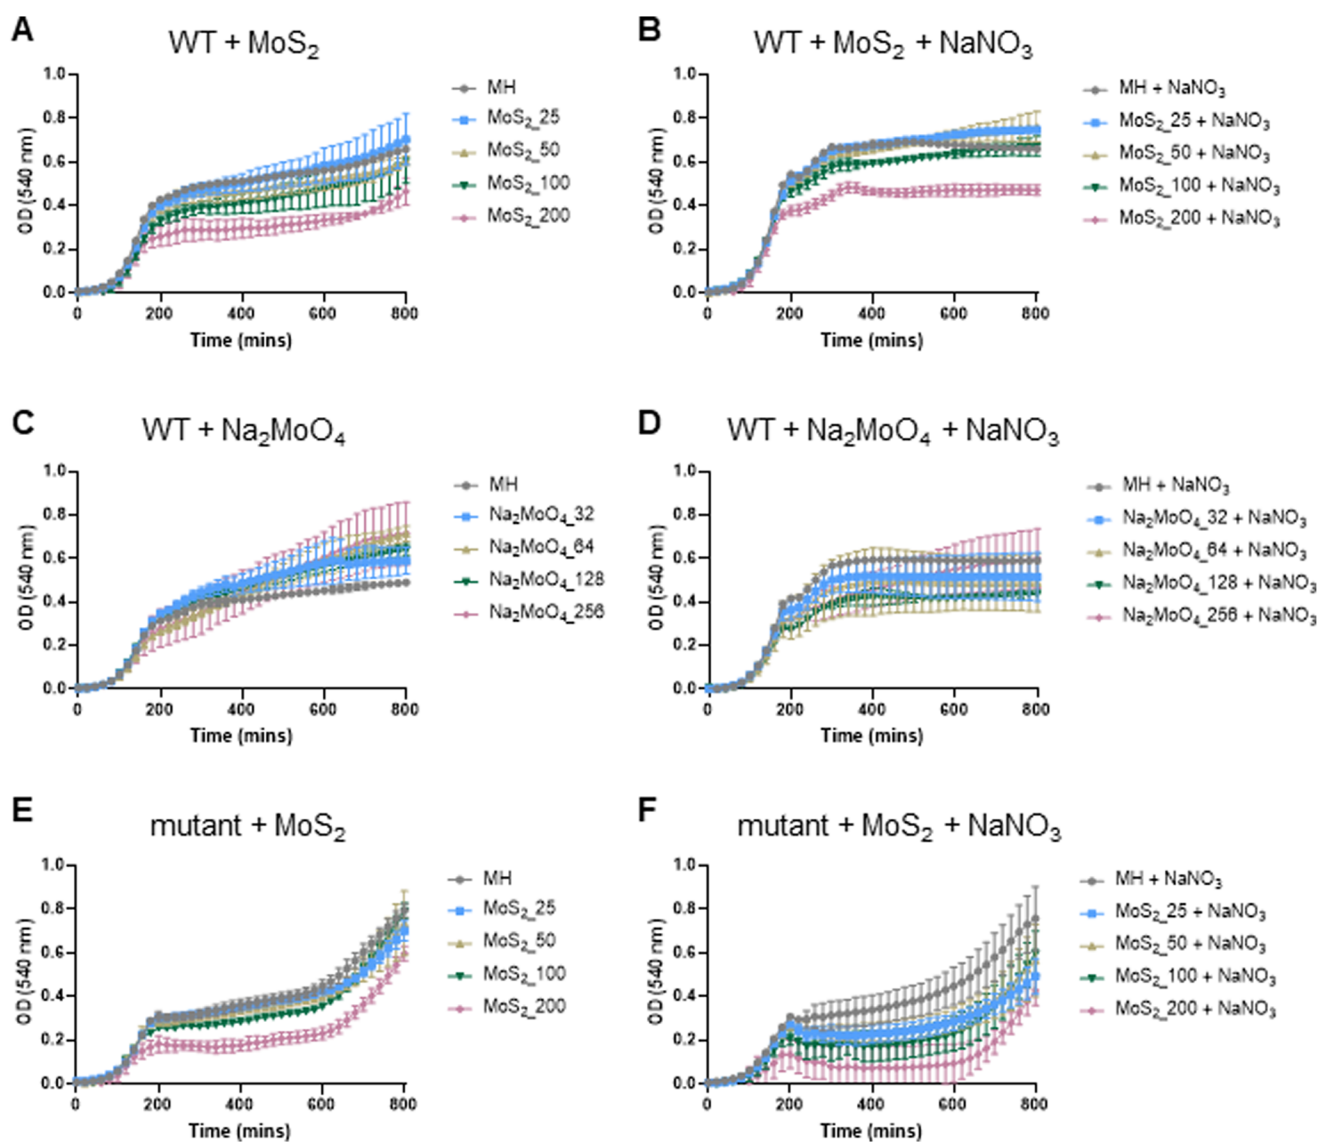 A
WT + MoS₂
OD (540 nm)
1.0
0.8
0.6
0.4
0.2
0.0
0 200 400 600 800
Time (mins)
MH
MoS₂_25
MoS₂_50
MoS₂_100
MoS₂_200
B
WT + MoS₂ + NaNO₃
OD (540 nm)
1.0
0.8
0.6
0.4
0.2
0.0
0 200 400 600 800
Time (mins)
MH + NaNO₃
MoS₂_25 + NaNO₃
MoS₂_50 + NaNO₃
MoS₂_100 + NaNO₃
MoS₂_200 + NaNO₃
C
WT + Na₂MoO₄
OD (540 nm)
1.0
0.8
0.6
0.4
0.2
0.0
0 200 400 600 800
Time (mins)
MH
Na₂MoO₄_32
Na₂MoO₄_64
Na₂MoO₄_128
Na₂MoO₄_256
D
WT + Na₂MoO₄ + NaNO₃
OD (540 nm)
1.0
0.8
0.6
0.4
0.2
0.0
0 200 400 600 800
Time (mins)
MH + NaNO₃
Na₂MoO₄_32 + NaNO₃
Na₂MoO₄_64 + NaNO₃
Na₂MoO₄_128 + NaNO₃
Na₂MoO₄_256 + NaNO₃
E
mutant + MoS₂
OD (540 nm)
1.0
0.8
0.6
0.4
0.2
0.0
0 200 400 600 800
Time (mins)
MH
MoS₂_25
MoS₂_50
MoS₂_100
MoS₂_200
F
mutant + MoS₂ + NaNO₃
OD (540 nm)
1.0
0.8
0.6
0.4
0.2
0.0
0 200 400 600 800
Time (mins)
MH + NaNO₃
MoS₂_25 + NaNO₃
MoS₂_50 + NaNO₃
MoS₂_100 + NaNO₃
MoS₂_200 + NaNO₃